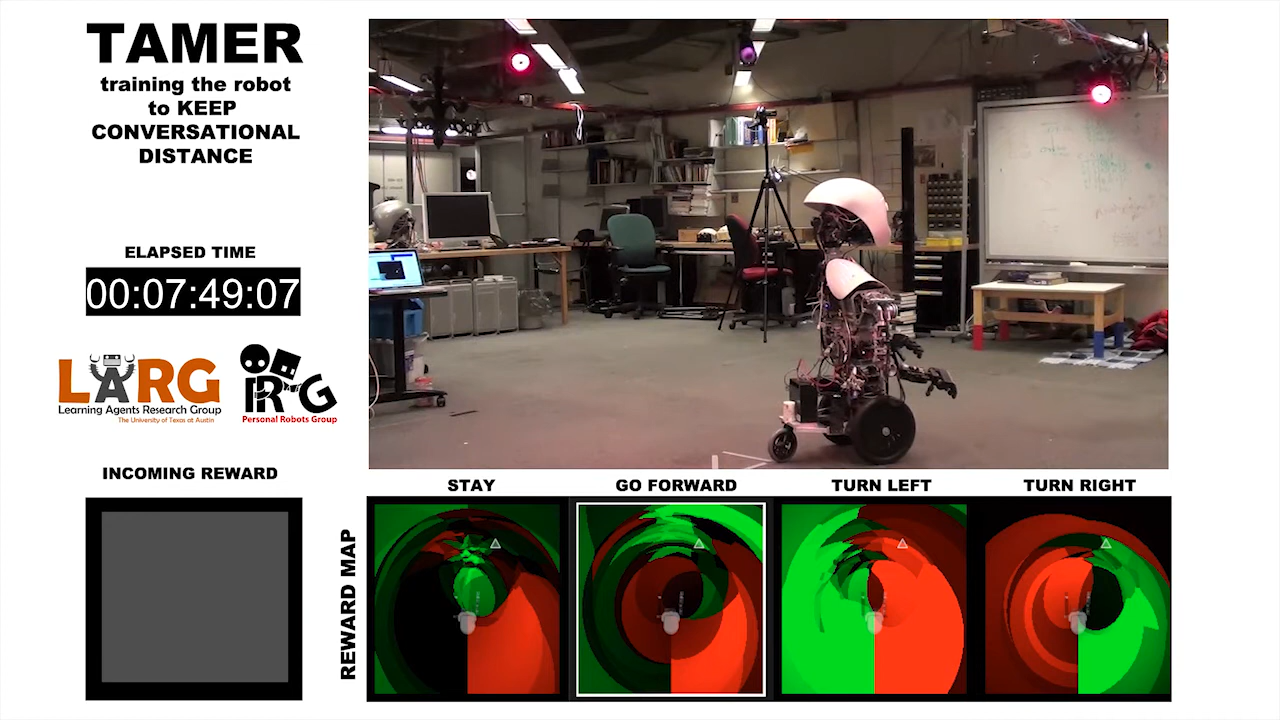 TAMER
training the robot
to KEEP
CONVERSATIONAL
DISTANCE
ELAPSED TIME
00:07:49:07
LARG
Learning Agents Research Group
The University of Texas at Austin
PRG
Personal Robots Group
INCOMING REWARD
REWARD MAP
STAY
GO FORWARD
TURN LEFT
TURN RIGHT